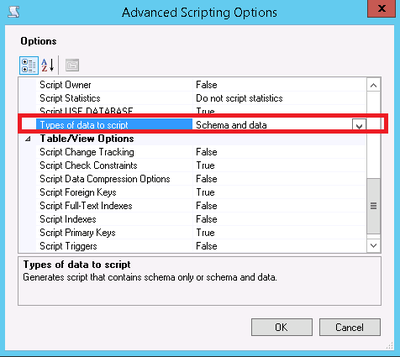 Advanced Scripting Options
Options
Script Owner False
Script Statistics Do not script statistics
Script USE DATABASE True
Types of data to script Schema and data
Table/View Options
Script Change Tracking False
Script Check Constraints True
Script Data Compression Options False
Script Foreign Keys True
Script Full-Text Indexes False
Script Indexes False
Script Primary Keys True
Script Triggers False
Types of data to script
Generates script that contains schema only or schema and data.
OK Cancel